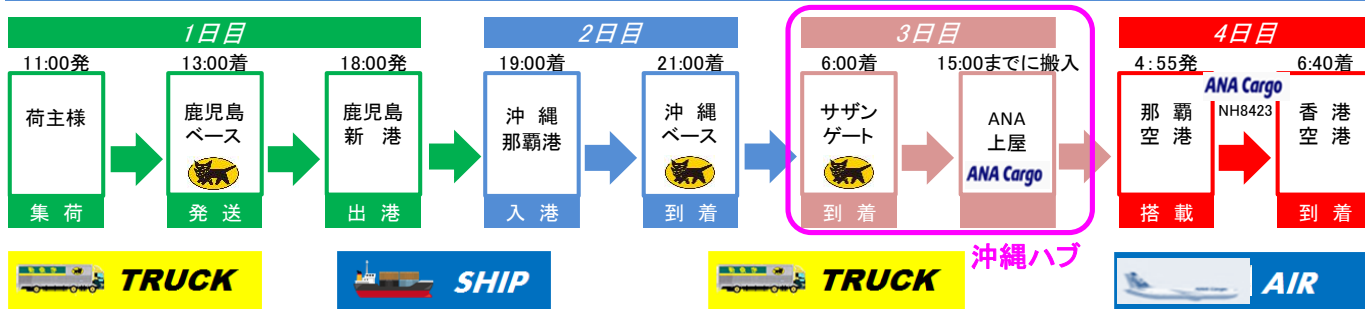 1日目
2日目
3日目
4日目
11:00発
13:00着
18:00発
19:00着
21:00着
6:00着
15:00までに搬入
4:55発
6:40着
荷主様
集 荷
鹿児島
ベース
発 送
鹿児島
新 港
出 港
沖 縄
那覇港
入 港
沖 縄
ベース
到 着
サザン
ゲート
到 着
ANA
上屋
ANA Cargo
那 覇
空 港
搭 載
ANA Cargo
NH8423
香 港
空 港
到 着
沖縄ハブ
TRUCK
SHIP
TRUCK
AIR